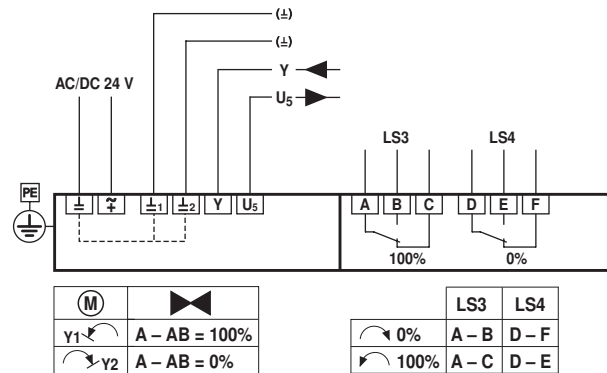 (⊥)
(⊥)
Y
AC/DC 24 V
U5
LS3 LS4
PE
⊥ ~+ ⊥1 ⊥2 Y U5 A B C D E F
100% 0%
M
Y1 A – AB = 100%
Y2 A – AB = 0%
LS3 LS4
0% A – B D – F
100% A – C D – E